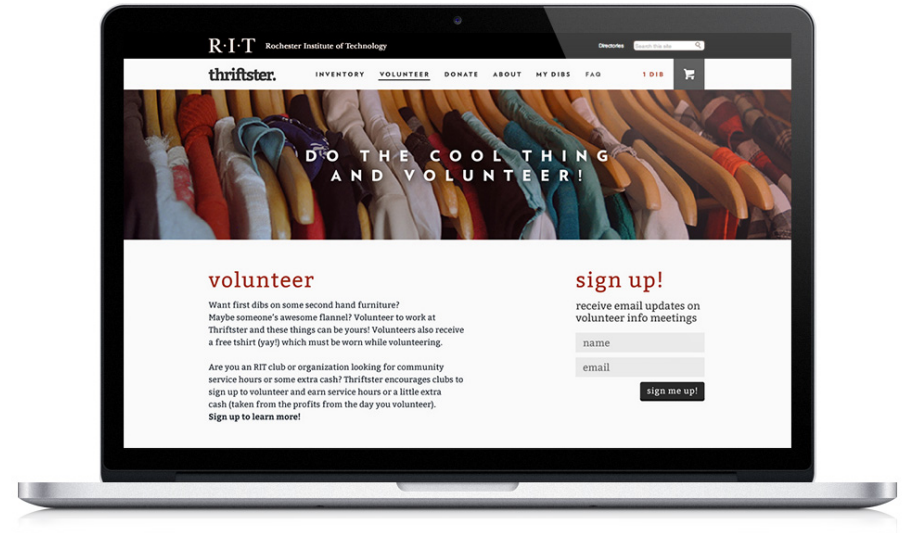 R·I·T Rochester Institute of Technology Directories Search this site
thriftster. INVENTORY VOLUNTEER DONATE ABOUT MY DIBS FAQ 1 DIB
DO THE COOL THING
AND VOLUNTEER!
volunteer
Want first dibs on some second hand furniture?
Maybe someone's awesome flannel? Volunteer to work at
Thriftster and these things can be yours! Volunteers also receive
a free tshirt (yay!) which must be worn while volunteering.
Are you an RIT club or organization looking for community
service hours or some extra cash? Thriftster encourages clubs to
sign up to volunteer and earn service hours or a little extra
cash (taken from the profits from the day you volunteer).
Sign up to learn more!
sign up!
receive email updates on
volunteer info meetings
name
email
sign me up!